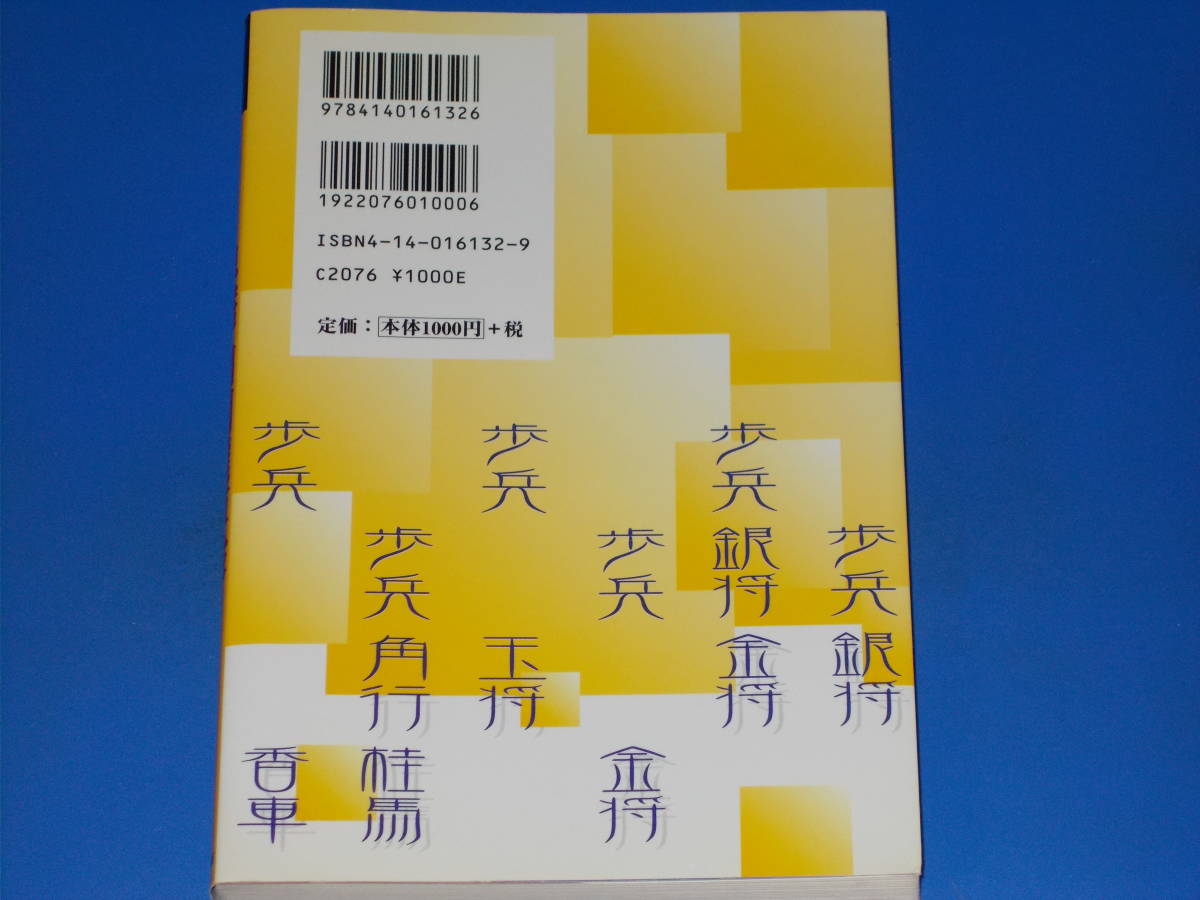 9784140161326
1922076010006
ISBN4-14-016132-9
C2076 ¥1000E
定価：本体1000円+税
歩兵 歩兵 歩兵
歩兵 歩兵 銀将 歩兵
角行 玉将 金将 銀将
香車 桂馬 金将